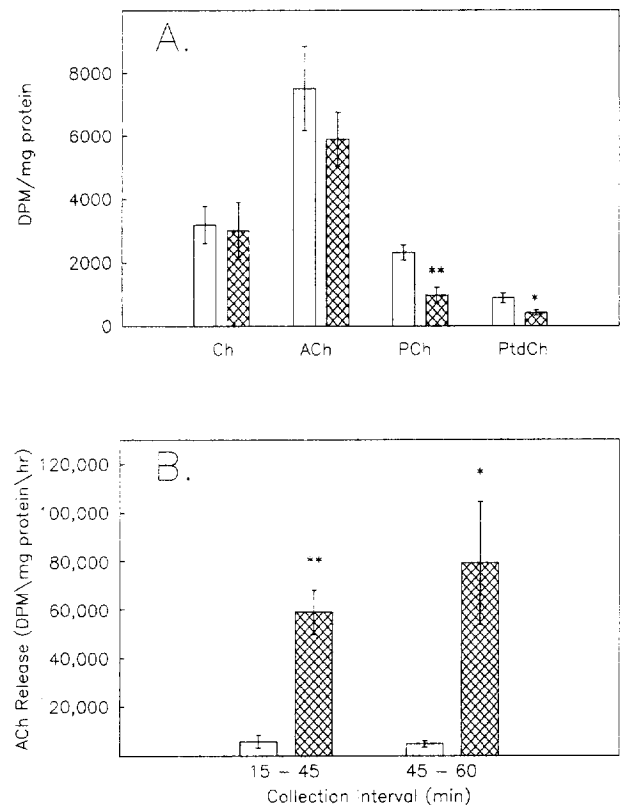 A.
DPM/mg protein
8000
6000
4000
2000
0
**
*
Ch ACh PCh PtdCh
B.
ACh Release (DPM\mg protein\hr)
120,000
100,000
80,000
60,000
40,000
20,000
**
*
15 – 45 45 – 60
Collection interval (min)